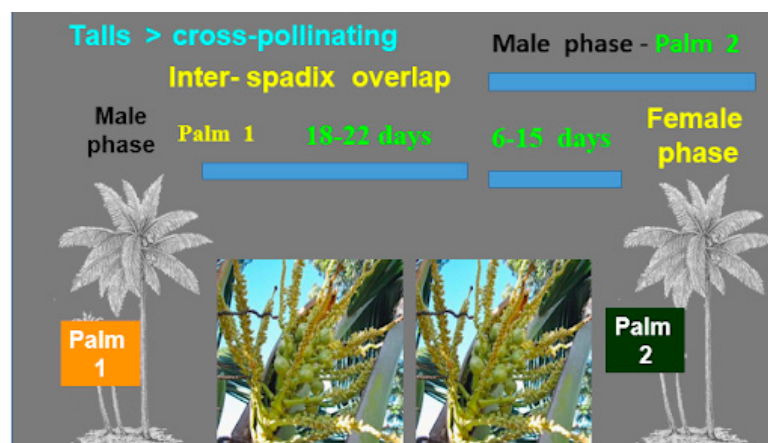 Talls > cross-pollinating
Male phase - Palm 2
Inter- spadix overlap
Male
phase
Palm 1
18-22 days
6-15 days
Female
phase
Palm
1
Palm
2